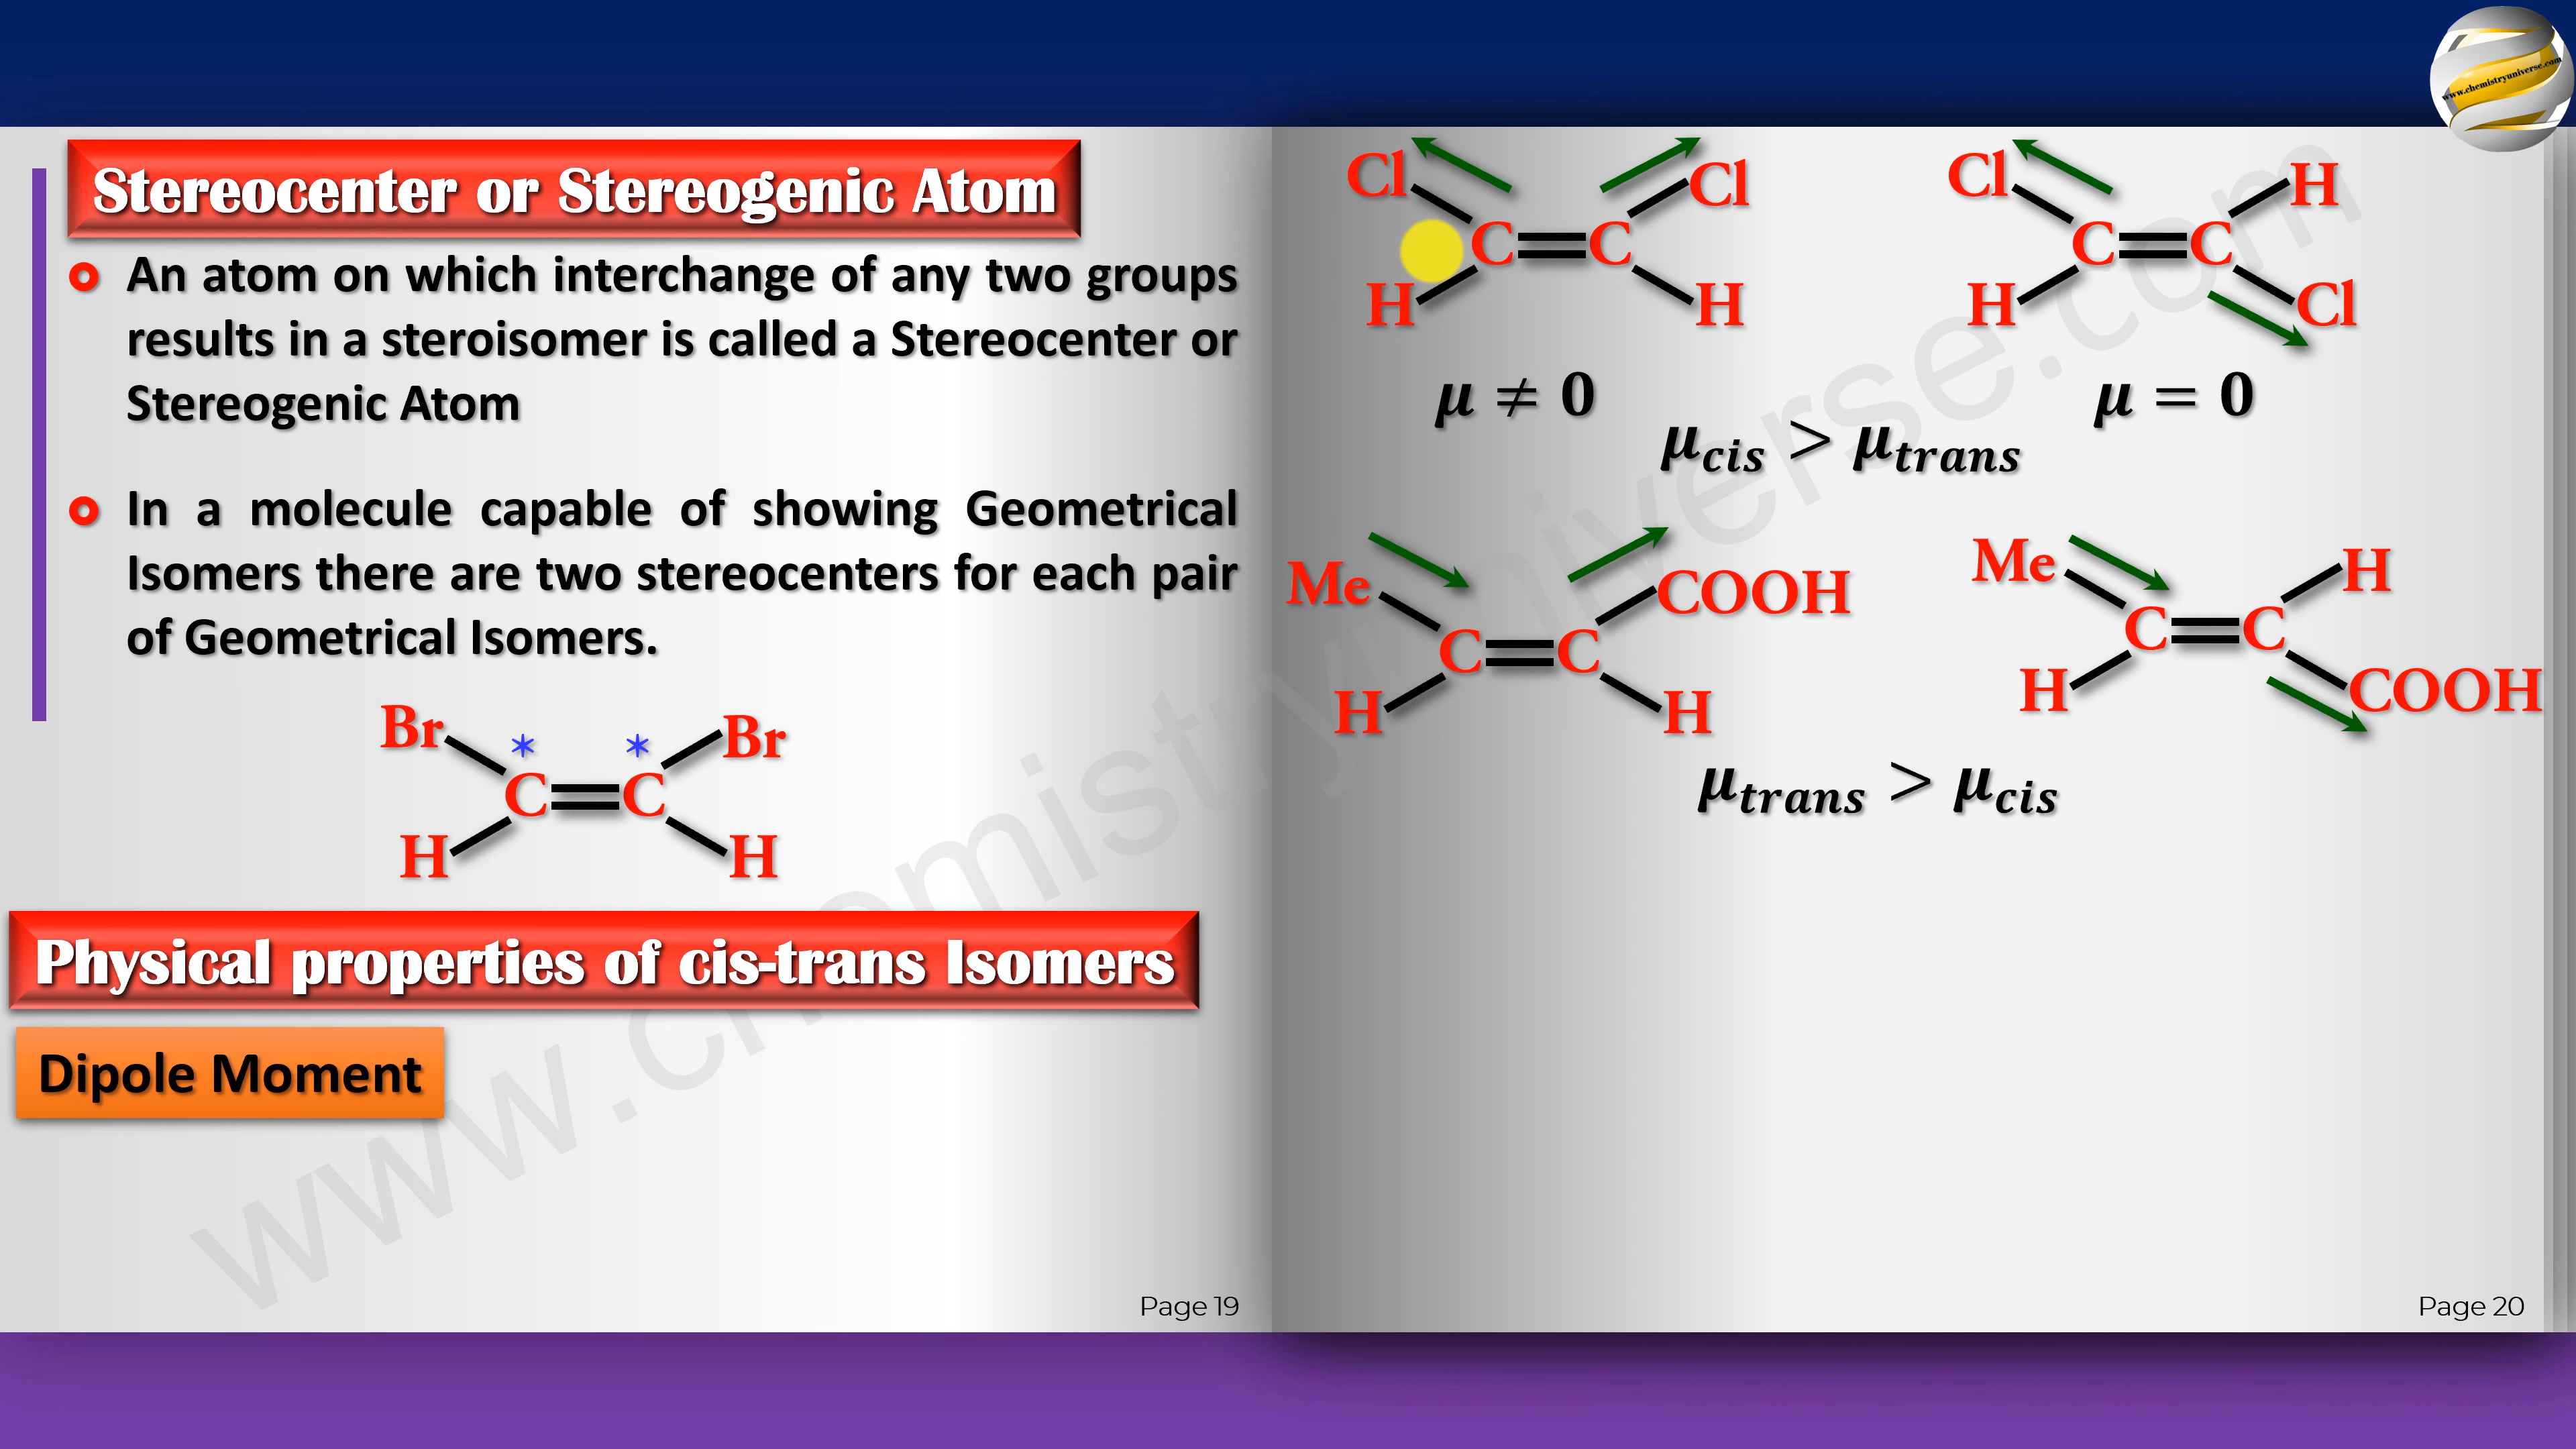 www.chemistryuniverse.com
Stereocenter or Stereogenic Atom
An atom on which interchange of any two groups
results in a steroisomer is called a Stereocenter or
Stereogenic Atom
In a molecule capable of showing Geometrical
Isomers there are two stereocenters for each pair
of Geometrical Isomers.
Br * * Br
C C
H H
Physical properties of cis-trans Isomers
Dipole Moment
Page 19
Cl Cl Cl H
C C C C
H H H Cl
μ ≠ 0 μ = 0
μcis > μtrans
Me COOH Me H
C C C C
H H H COOH
μtrans > μcis
Page 20
www.chemistryuniverse.com